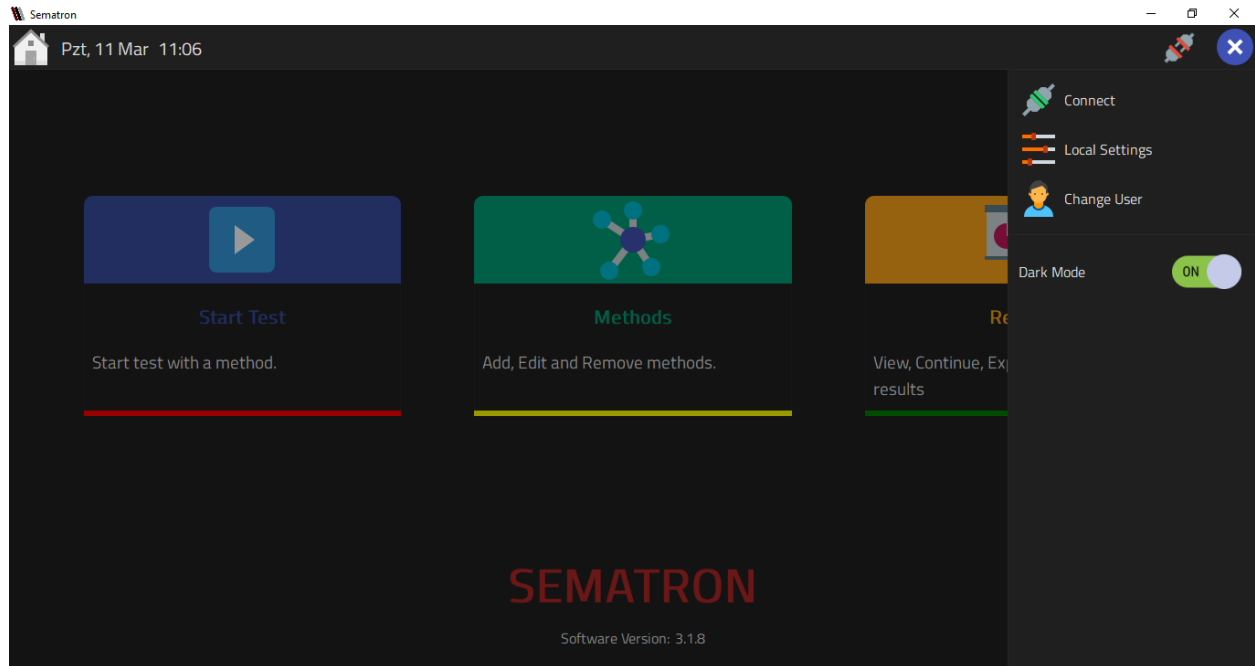 Sematron
Pzt, 11 Mar 11:06
Connect
Local Settings
Change User
Dark Mode
ON
Start Test
Start test with a method.
Methods
Add, Edit and Remove methods.
View, Continue,
results
SEMATRON
Software Version: 3.1.8